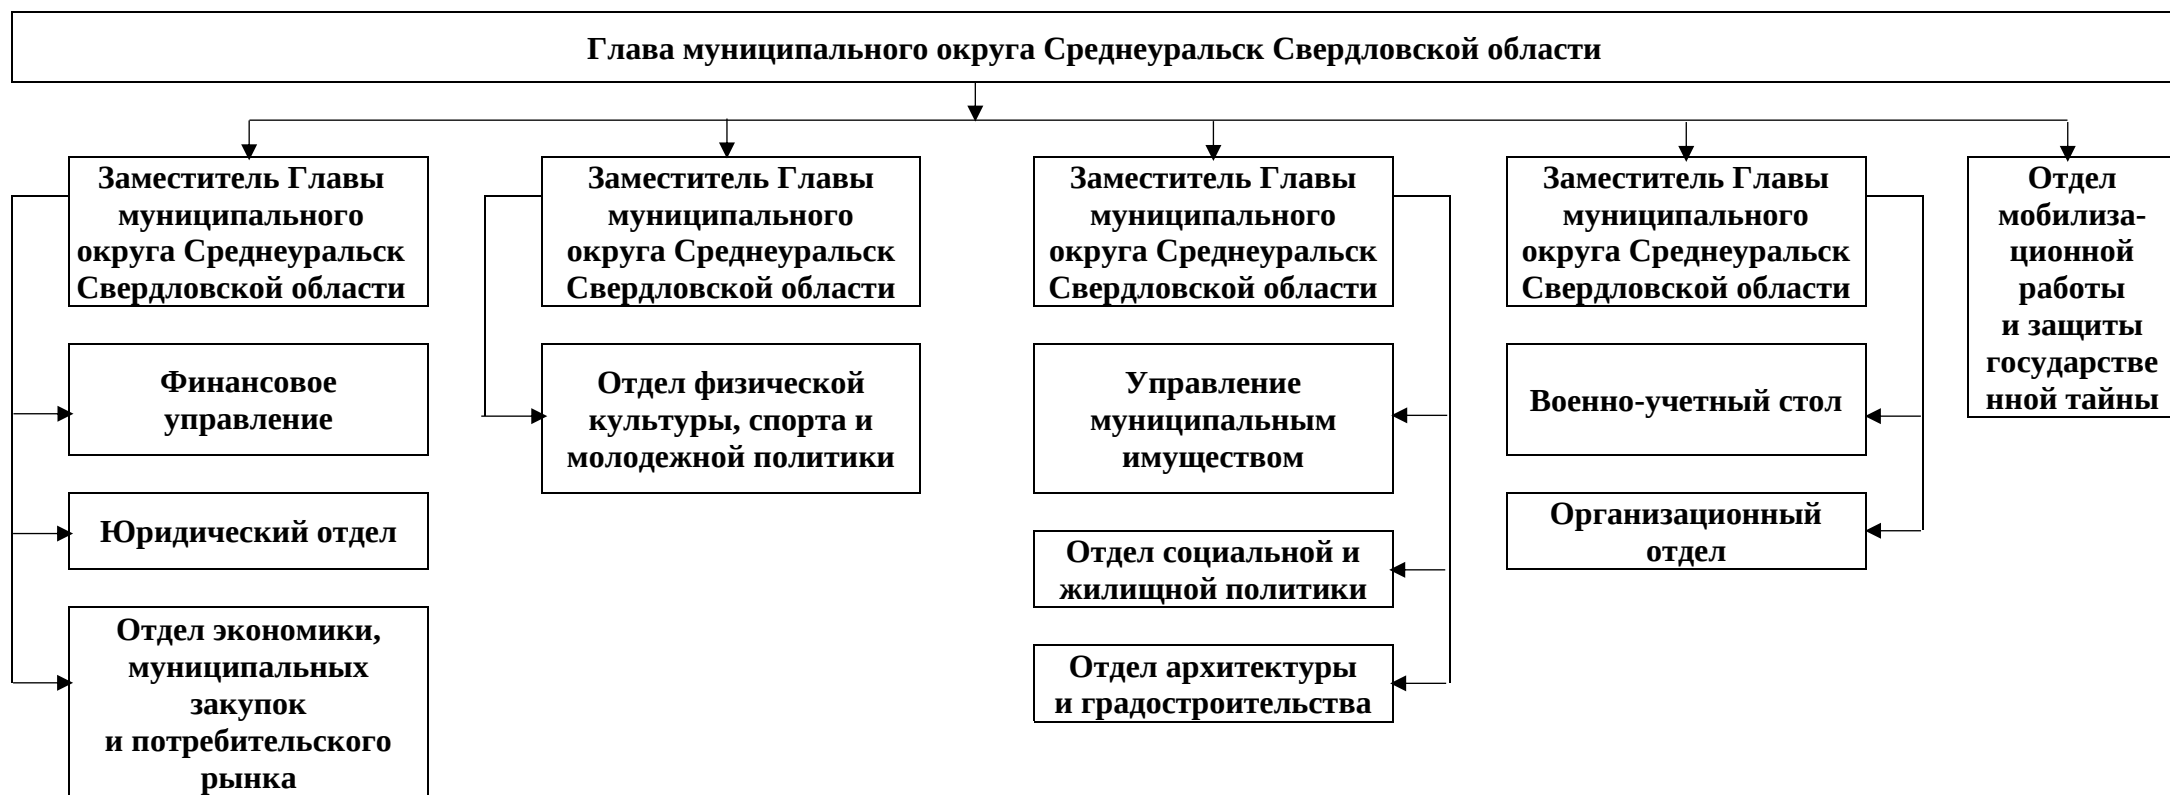 Глава муниципального округа Среднеуральск Свердловской области
Заместитель Главы
муниципального
округа Среднеуральск
Свердловской области
Заместитель Главы
муниципального
округа Среднеуральск
Свердловской области
Заместитель Главы
муниципального
округа Среднеуральск
Свердловской области
Заместитель Главы
муниципального
округа Среднеуральск
Свердловской области
Отдел
мобилиза-
ционной
работы
и защиты
государстве
нной тайны
Финансовое
управление
Отдел физической
культуры, спорта и
молодежной политики
Управление
муниципальным
имуществом
Военно-учетный стол
Юридический отдел
Организационный
отдел
Отдел социальной и
жилищной политики
Отдел экономики,
муниципальных
закупок
и потребительского
рынка
Отдел архитектуры
и градостроительства